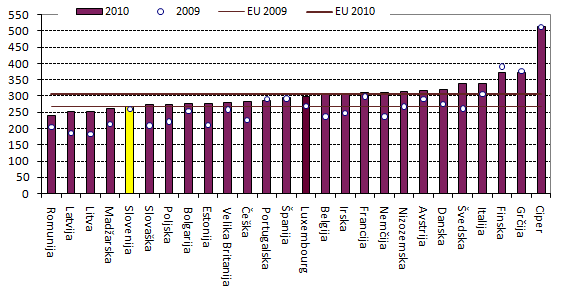 2010 2009 EU 2009 EU 2010
550
500
450
400
350
300
250
200
150
100
50
0
Romunija
Latvija
Litva
Madžarska
Slovenija
Slovaška
Poljska
Bolgarija
Estonija
Velika Britanija
Češka
Portugalska
Španija
Luxembourg
Belgija
Irska
Francija
Nemčija
Nizozemska
Avstrija
Danska
Švedska
Italija
Finska
Grčija
Ciper